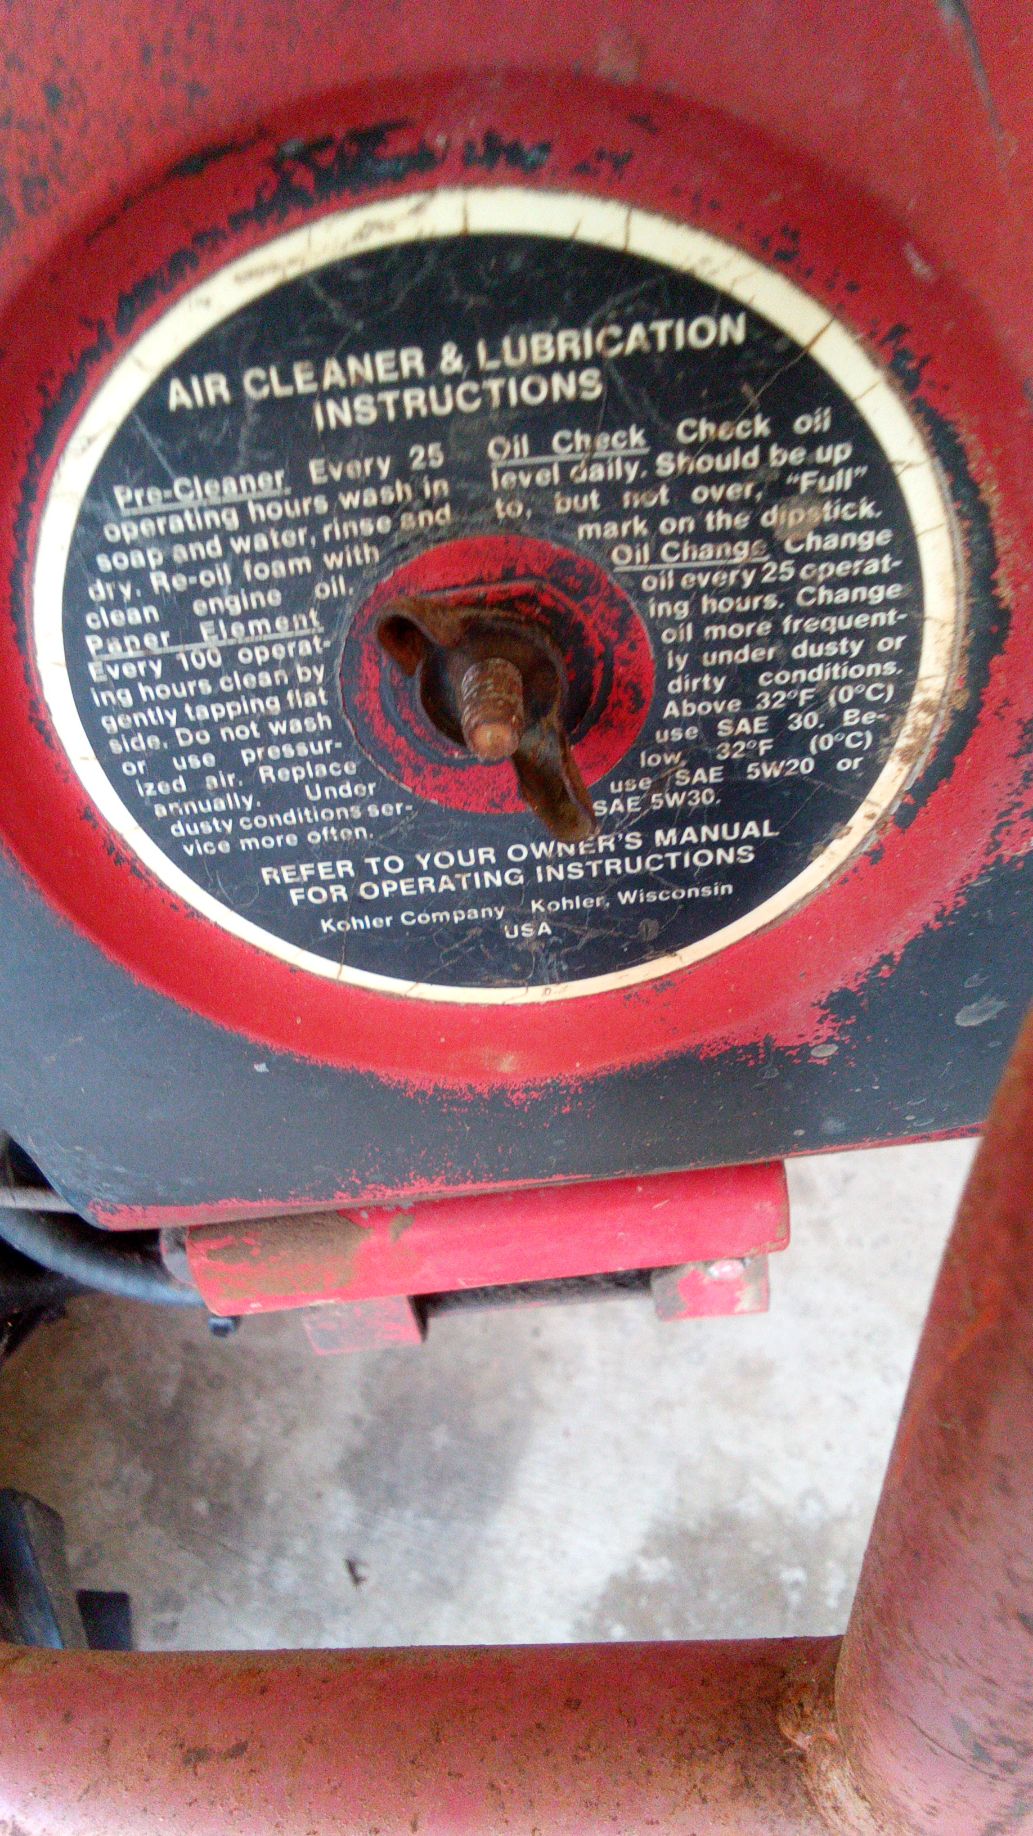 AIR CLEANER & LUBRICATION
INSTRUCTIONS
Pre-Cleaner Every 25
operating hours wash in
soap and water, rinse and
dry. Re-oil foam with
clean engine oil.
Paper Element
Every 100 operat-
ing hours clean by
gently tapping flat
side. Do not wash
or use pressur-
ized air. Replace
annually. Under
dusty conditions ser-
vice more often.
Oil Check Check oil
level daily. Should be up
to, but not over, "Full"
mark on the dipstick.
Oil Change Change
oil every 25 operat-
ing hours. Change
oil more frequent-
ly under dusty or
dirty conditions.
Above 32°F (0°C)
use SAE 30. Be-
low 32°F (0°C)
use SAE 5W20 or
SAE 5W30.
REFER TO YOUR OWNER'S MANUAL
FOR OPERATING INSTRUCTIONS
Kohler Company Kohler, Wisconsin
USA